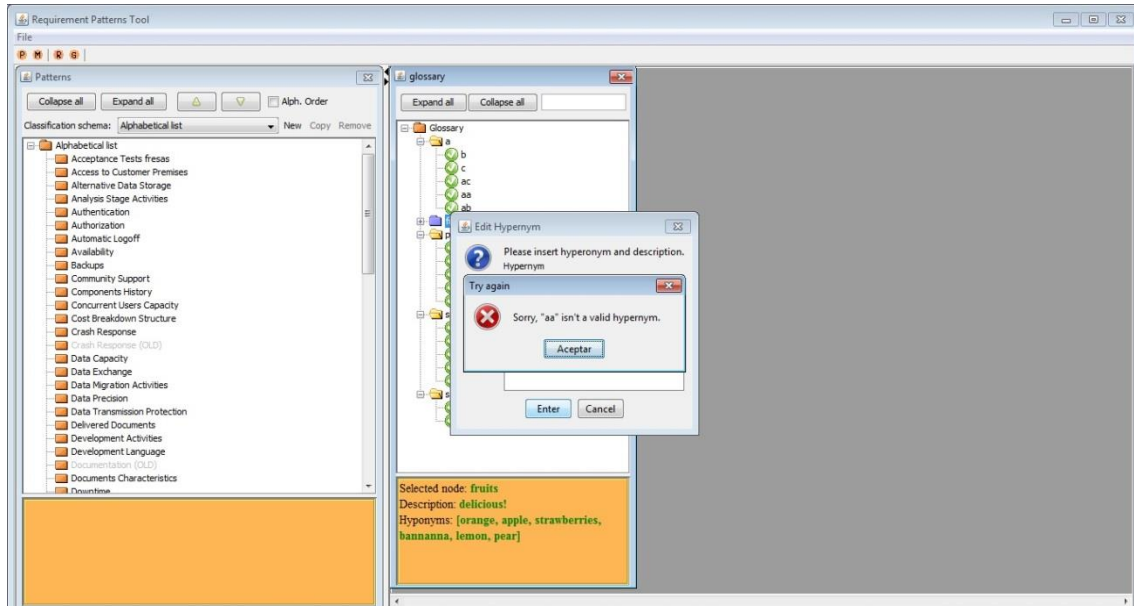 Requirement Patterns Tool
File
P M R G
Patterns
Collapse all Expand all Alph. Order
Classification schema: Alphabetical list New Copy Remove
Alphabetical list
Acceptance Tests fresas
Access to Customer Premises
Alternative Data Storage
Analysis Stage Activities
Authentication
Authorization
Automatic Logoff
Availability
Backups
Community Support
Components History
Concurrent Users Capacity
Cost Breakdown Structure
Crash Response
Crash Response (OLD)
Data Capacity
Data Exchange
Data Migration Activities
Data Precision
Data Transmission Protection
Delivered Documents
Development Activities
Development Language
Documentation (OLD)
Documents Characteristics
Downtime
glossary
Expand all Collapse all
Glossary
a
b
c
ac
aa
ab
p
s
s
Edit Hypernym
Please insert hyperonym and description.
Hypernym
Try again
Sorry, "aa" isn't a valid hypernym.
Aceptar
Enter Cancel
Selected node: fruits
Description: delicious!
Hyponyms: [orange, apple, strawberries,
bannanna, lemon, pear]